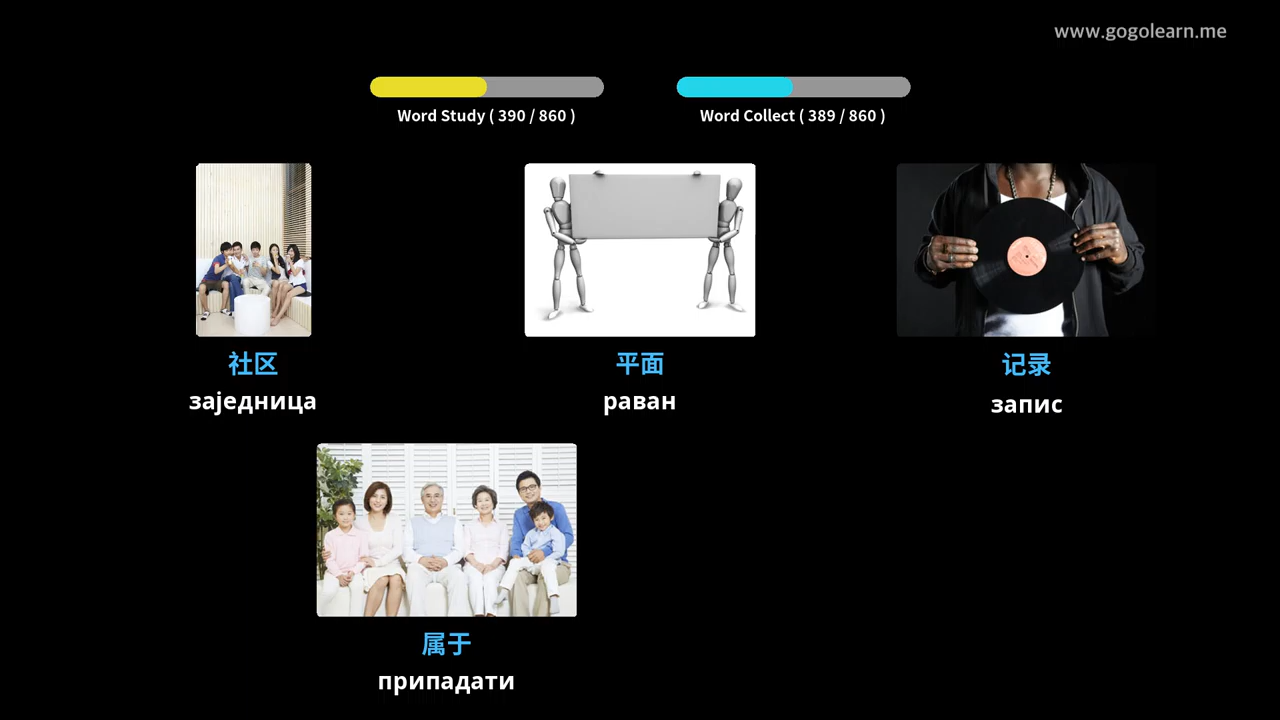 www.gogolearn.me
Word Study ( 390 / 860 )
Word Collect ( 389 / 860 )
社区
заједница
平面
раван
记录
запис
属于
припадати